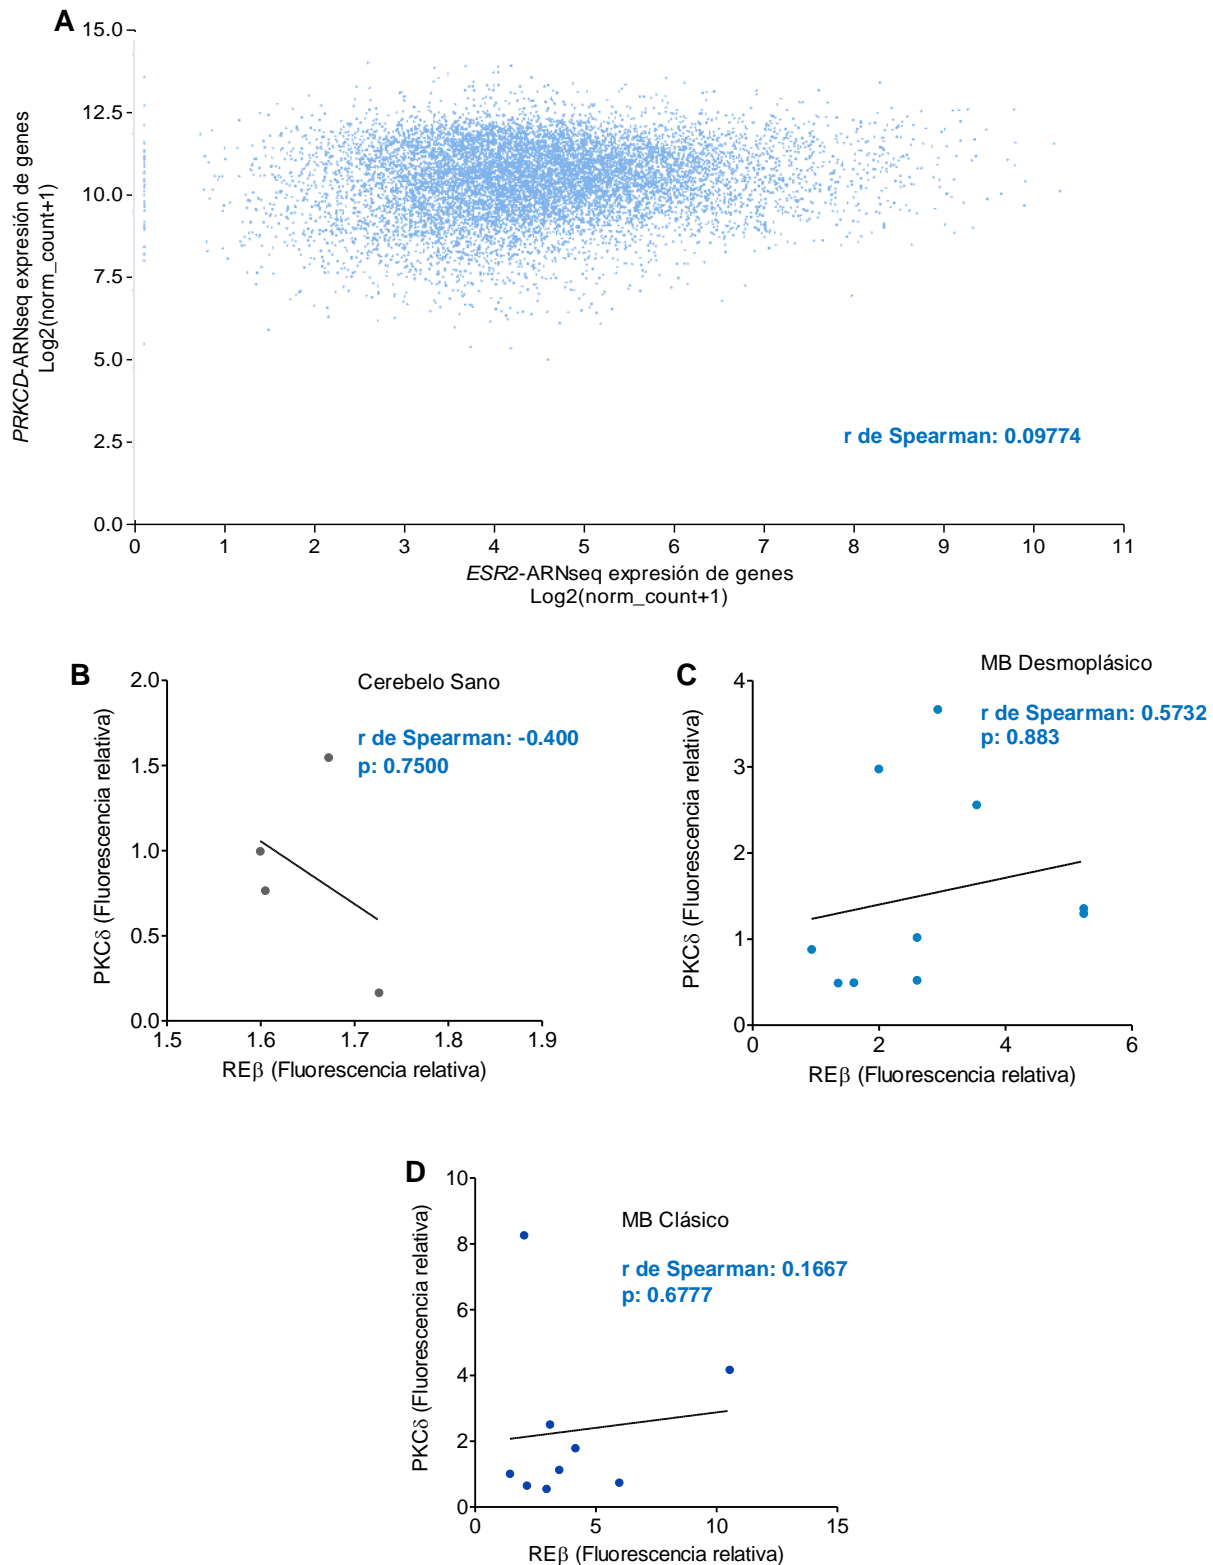 A
15.0
12.5
10.0
7.5
5.0
2.5
0.0
PRKCD-ARNseq expresión de genes
Log2(norm_count+1)
r de Spearman: 0.09774
0 1 2 3 4 5 6 7 8 9 10 11
ESR2-ARNseq expresión de genes
Log2(norm_count+1)
B
Cerebelo Sano
r de Spearman: -0.400
p: 0.7500
2.0
1.5
1.0
0.5
0.0
PKCδ (Fluorescencia relativa)
1.5 1.6 1.7 1.8 1.9
REβ (Fluorescencia relativa)
C
MB Desmoplásico
r de Spearman: 0.5732
p: 0.883
4
3
2
1
0
PKCδ (Fluorescencia relativa)
0 2 4 6
REβ (Fluorescencia relativa)
D
MB Clásico
r de Spearman: 0.1667
p: 0.6777
10
8
6
4
2
0
PKCδ (Fluorescencia relativa)
0 5 10 15
REβ (Fluorescencia relativa)